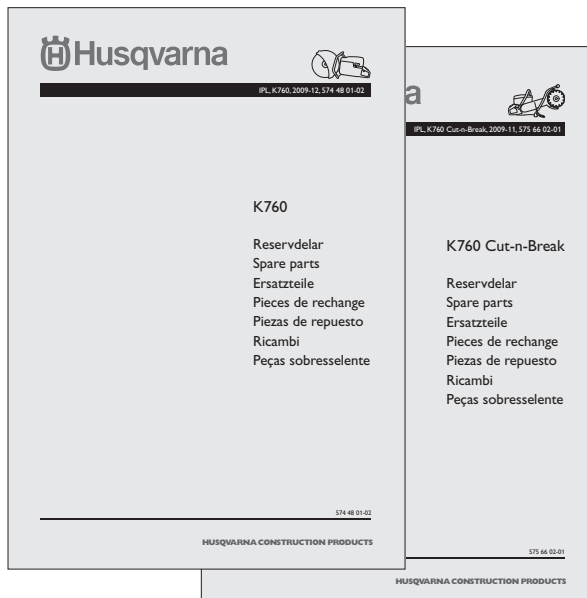 Husqvarna
IPL, K760, 2009-12, 574 48 01-02
K760
Reservdelar
Spare parts
Ersatzteile
Pieces de rechange
Piezas de repuesto
Ricambi
Peças sobresselente
574 48 01-02
HUSQVARNA CONSTRUCTION PRODUCTS
a
IPL, K760 Cut-n-Break, 2009-11, 575 66 02-01
K760 Cut-n-Break
Reservdelar
Spare parts
Ersatzteile
Pieces de rechange
Piezas de repuesto
Ricambi
Peças sobresselente
575 66 02-01
HUSQVARNA CONSTRUCTION PRODUCTS